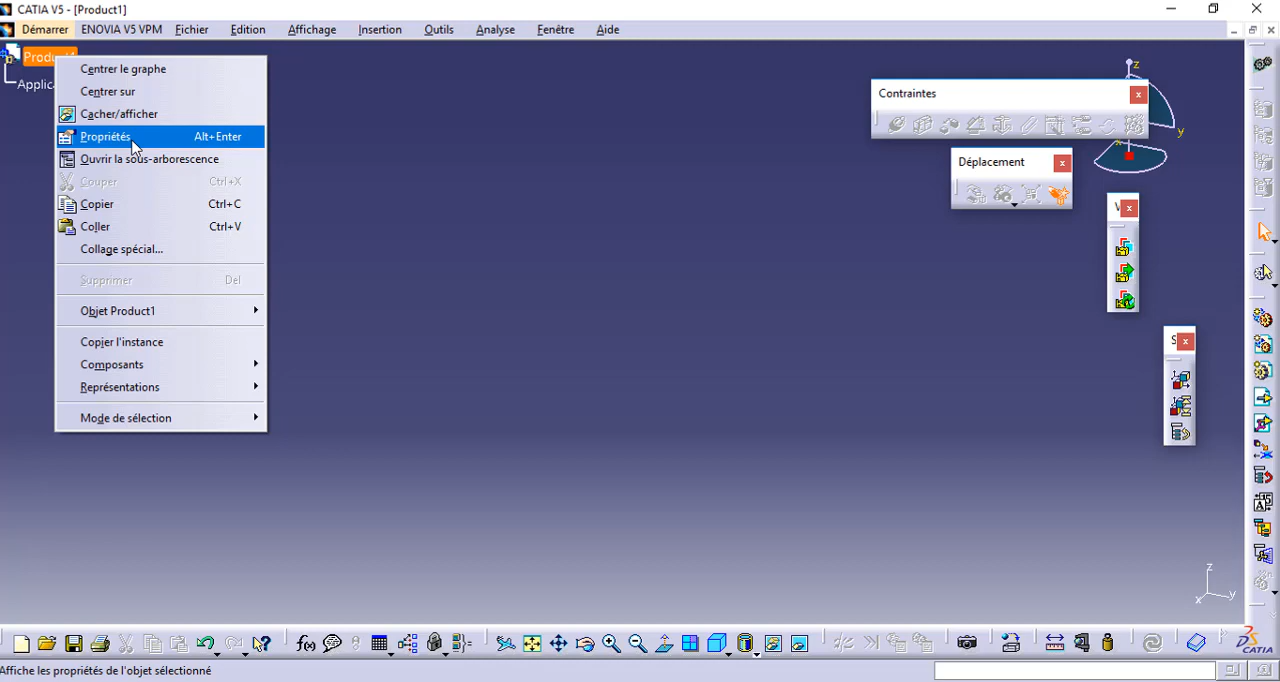 CATIA V5 - [Product1]
Démarrer ENOVIA V5 VPM Fichier Edition Affichage Insertion Outils Analyse Fenêtre Aide
Applic
Centrer le graphe
Centrer sur
Cacher/afficher
Propriétés Alt+Enter
Ouvrir la sous-arborescence
Couper Ctrl+X
Copier Ctrl+C
Coller Ctrl+V
Collage spécial...
Supprimer Del
Objet Product1
Copier l'instance
Composants
Représentations
Mode de sélection
Contraintes
Déplacement
z
y
x
z
y
x
f(x)
CATIA
Affiche les propriétés de l'objet sélectionné